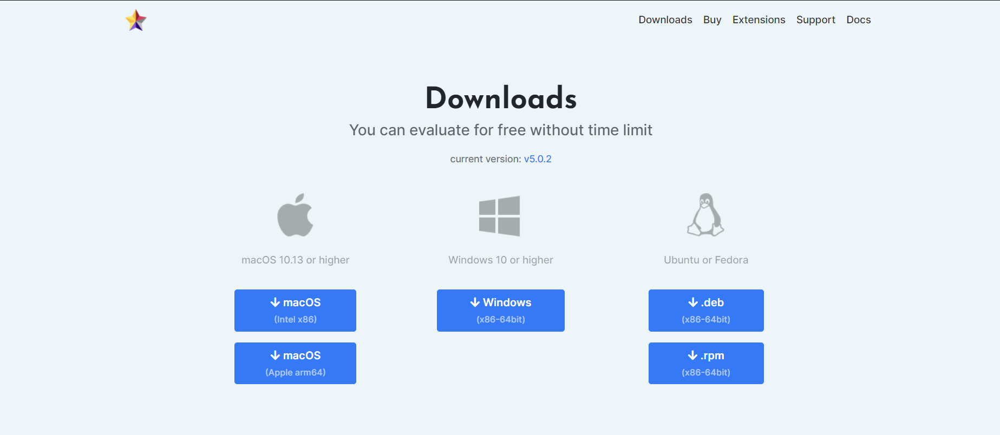 Downloads Buy Extensions Support Docs
Downloads
You can evaluate for free without time limit
current version: v5.0.2
macOS 10.13 or higher
macOS
(Intel x86)
macOS
(Apple arm64)
Windows 10 or higher
Windows
(x86-64bit)
Ubuntu or Fedora
.deb
(x86-64bit)
.rpm
(x86-64bit)